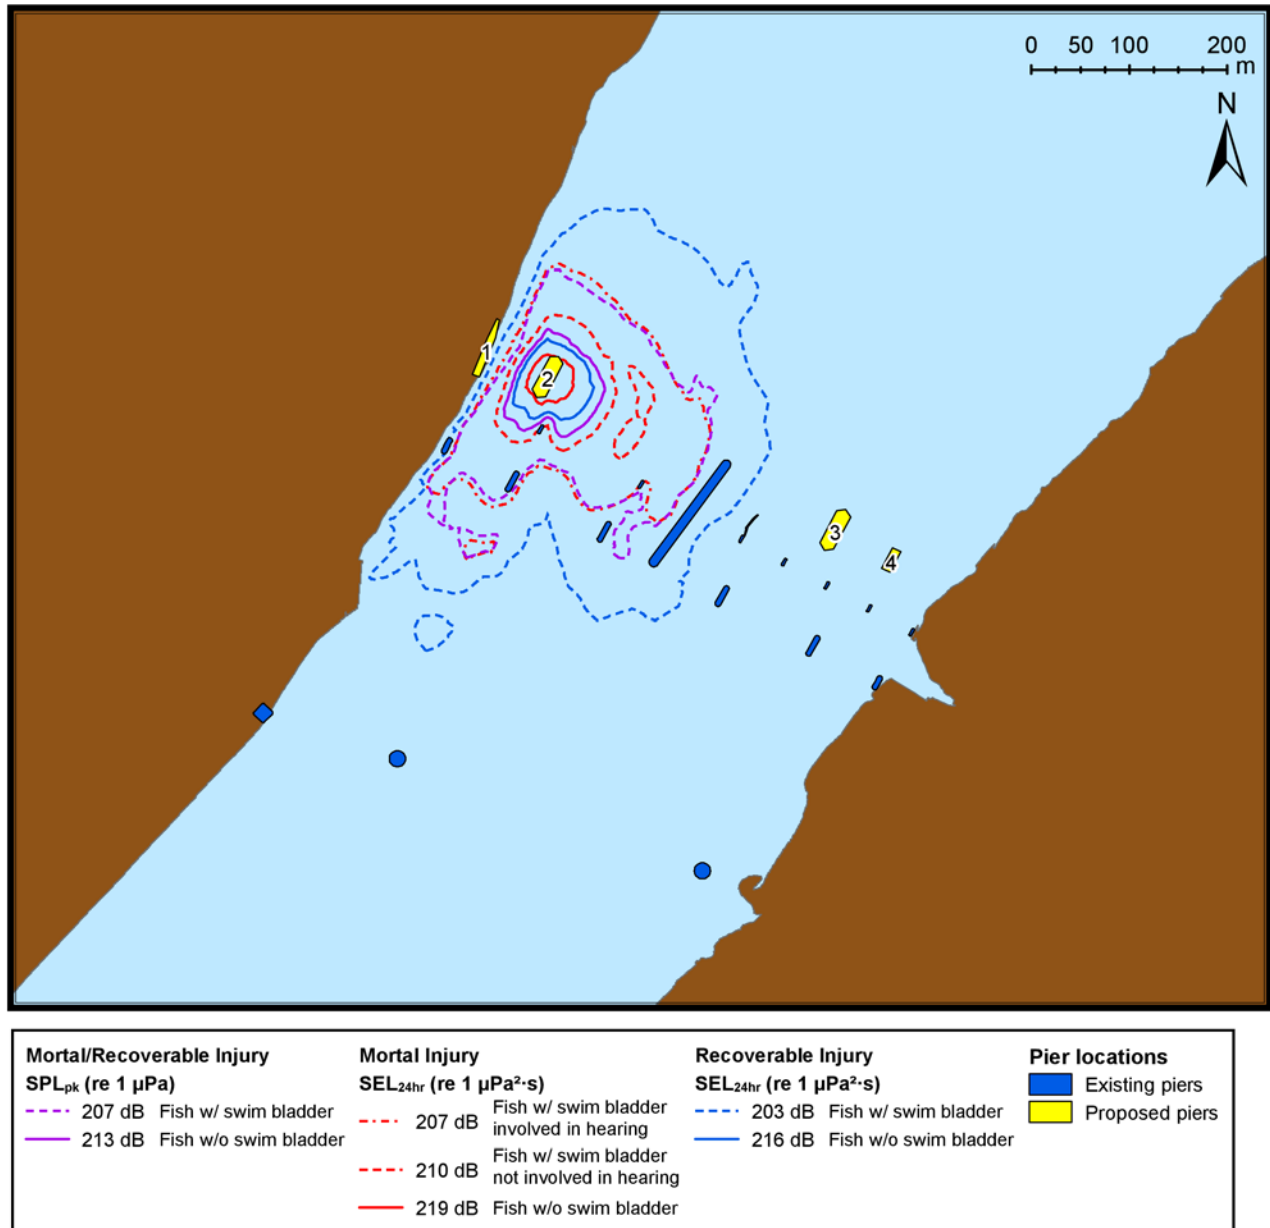 0 50 100 200
m
N
1
2
3
4
Mortal/Recoverable Injury
SPLpk (re 1 µPa)
207 dB Fish w/ swim bladder
213 dB Fish w/o swim bladder
Mortal Injury
SEL24hr (re 1 µPa²·s)
207 dB Fish w/ swim bladder
involved in hearing
210 dB Fish w/ swim bladder
not involved in hearing
219 dB Fish w/o swim bladder
Recoverable Injury
SEL24hr (re 1 µPa²·s)
203 dB Fish w/ swim bladder
216 dB Fish w/o swim bladder
Pier locations
Existing piers
Proposed piers